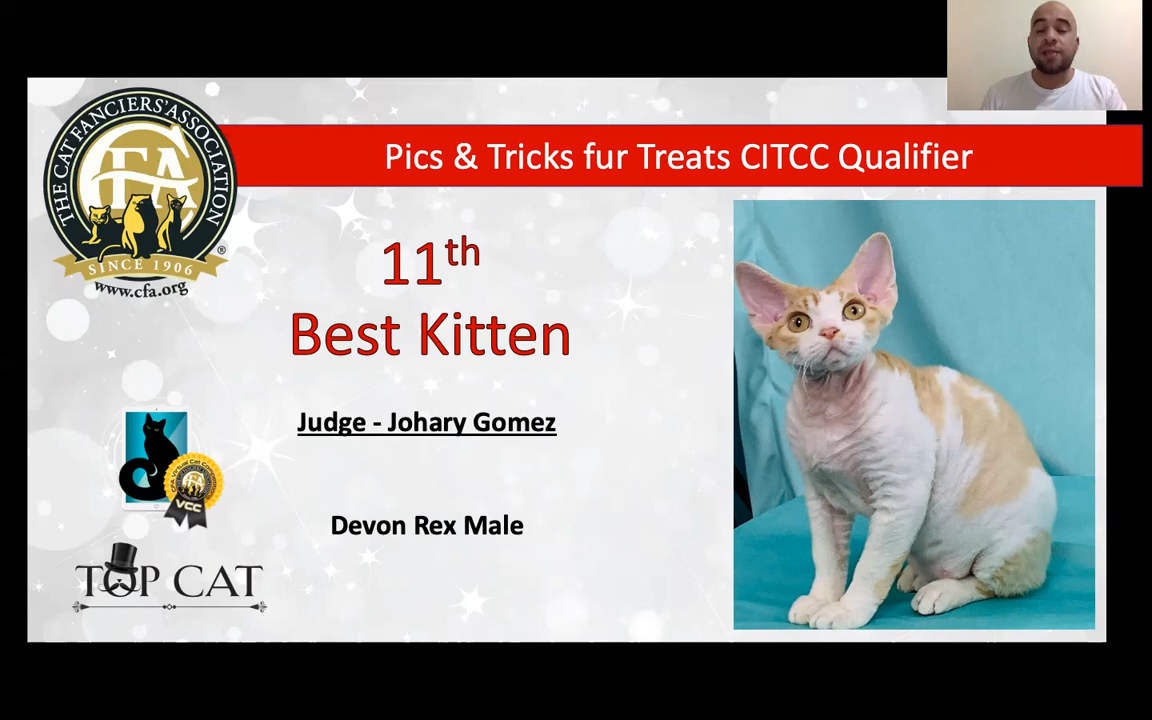 THE CAT FANCIERS' ASSOCIATION
CFA
®
SINCE 1906
www.cfa.org
Pics & Tricks fur Treats CITCC Qualifier
11th
Best Kitten
Judge - Johary Gomez
Devon Rex Male
VCC
TOP CAT